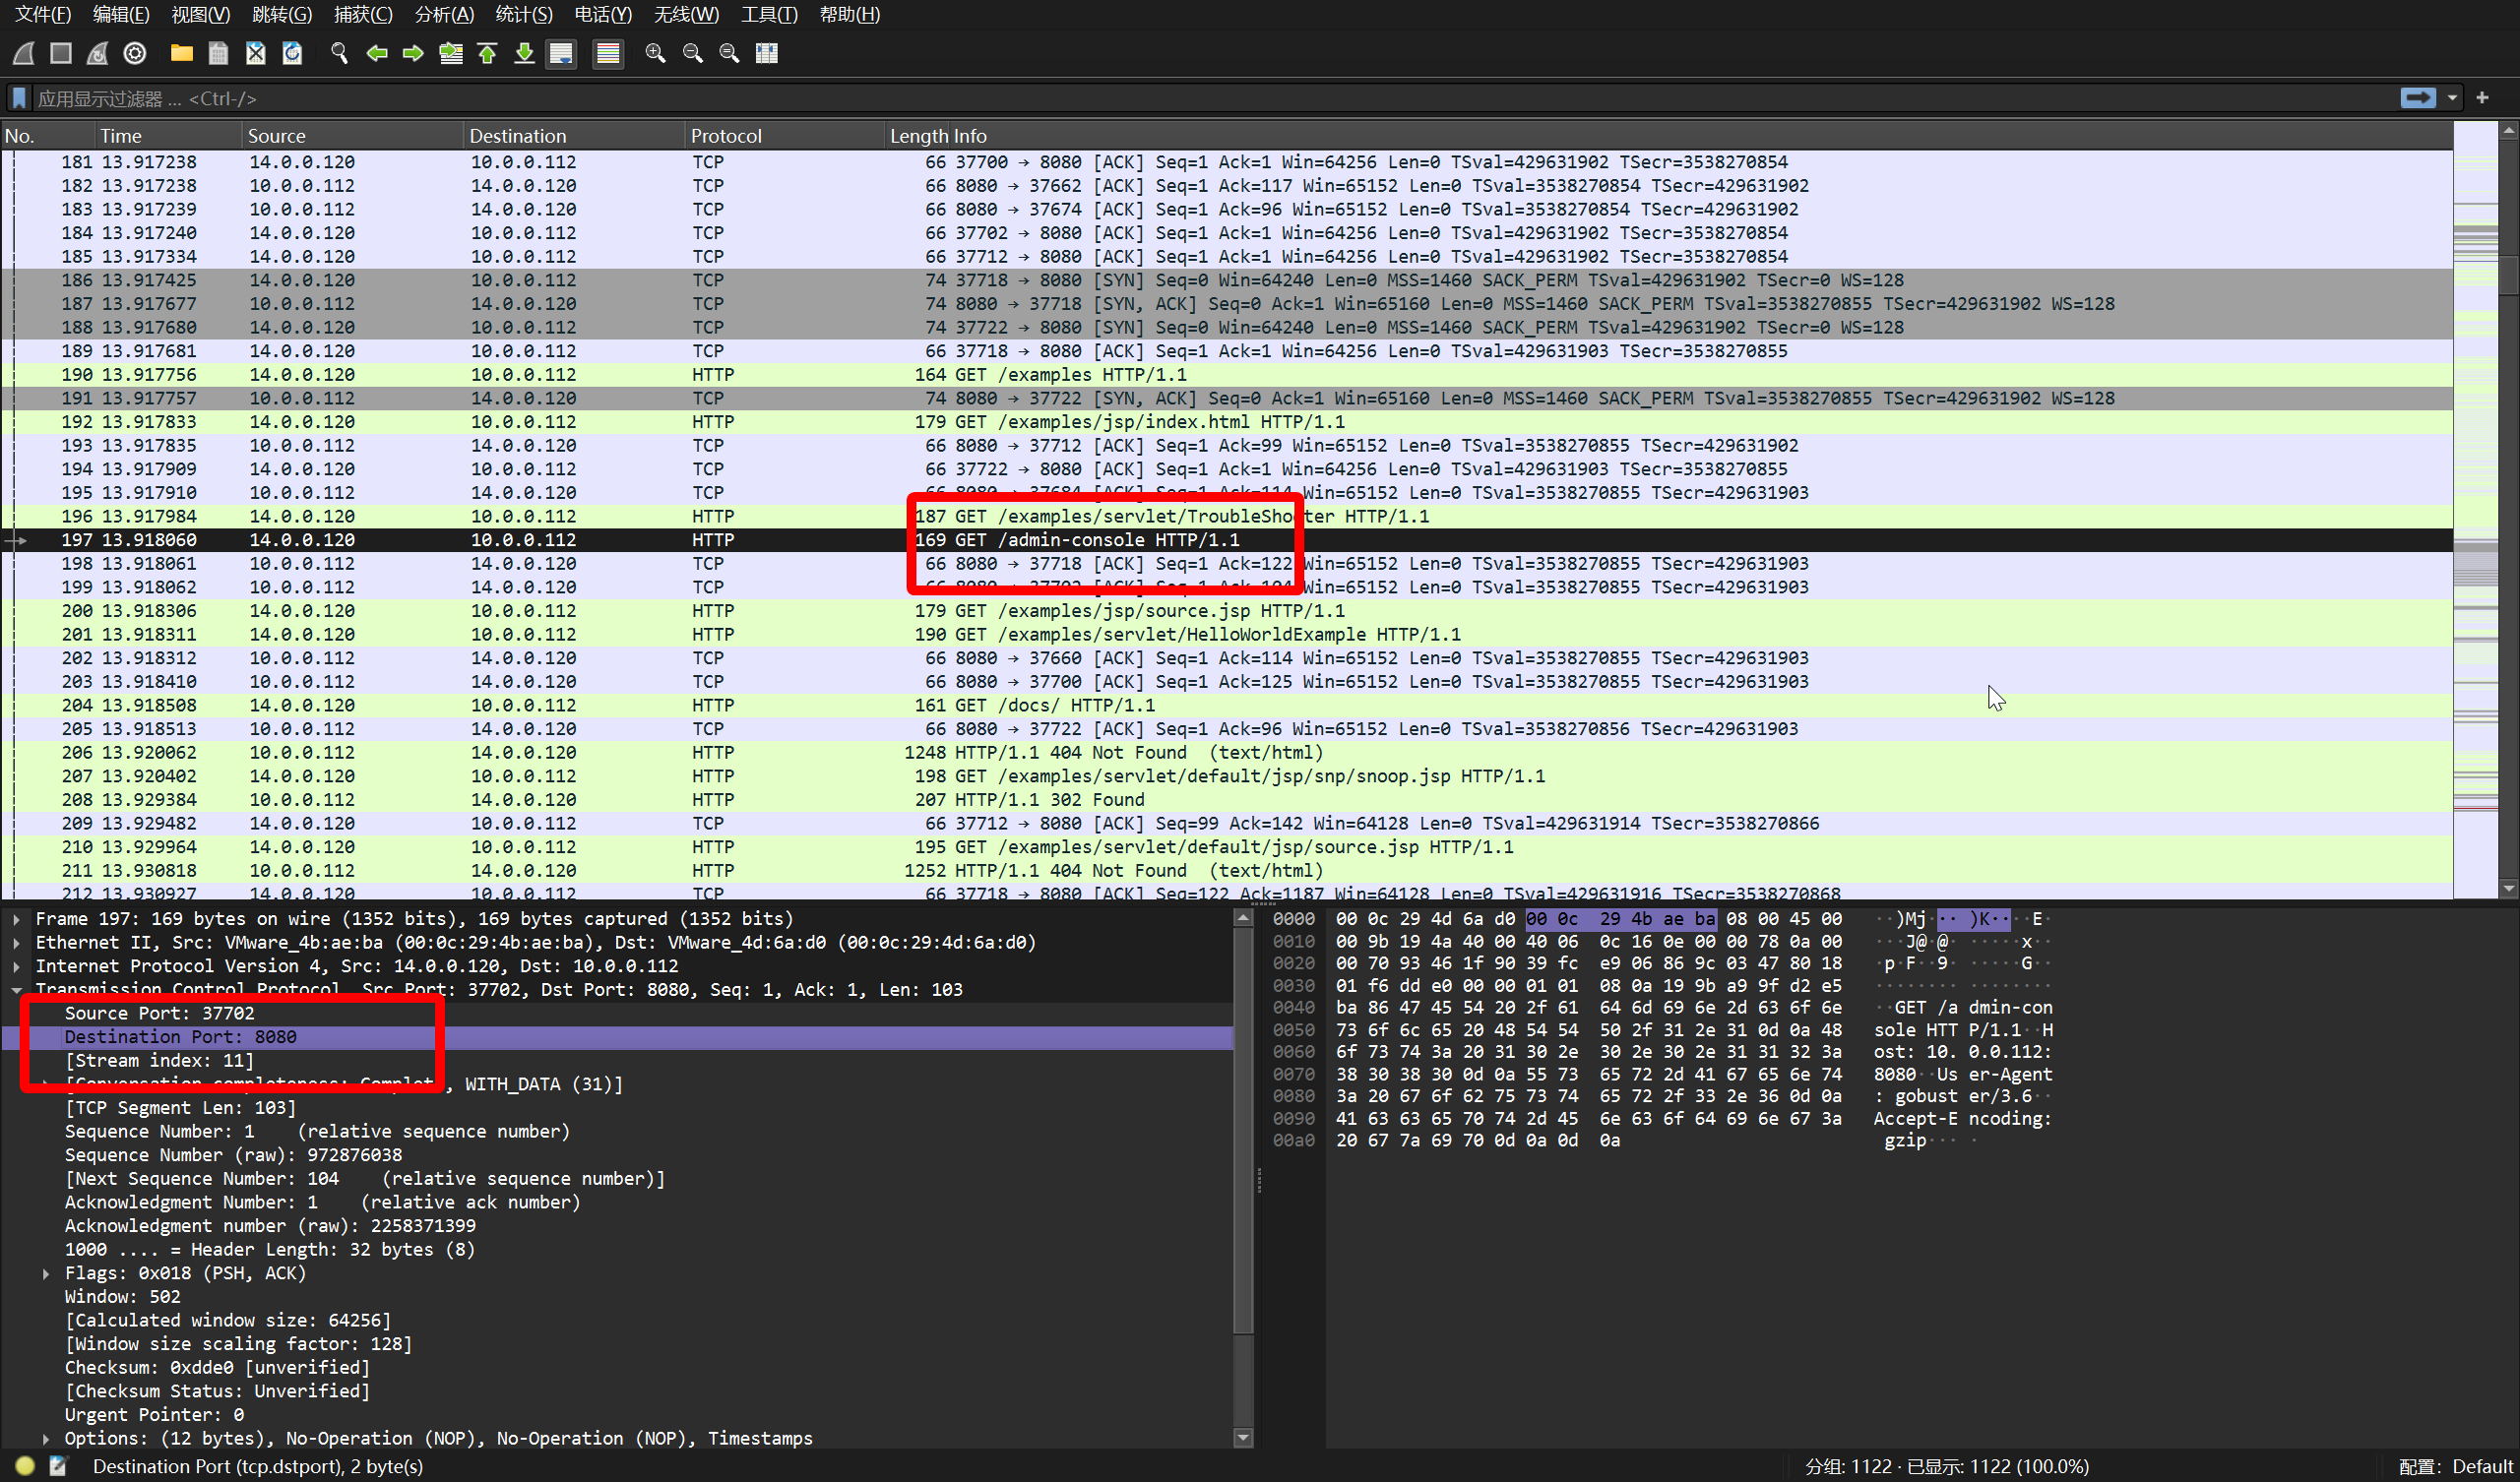 文件(F) 编辑(E) 视图(V) 跳转(G) 捕获(C) 分析(A) 统计(S) 电话(Y) 无线(W) 工具(T) 帮助(H)
应用显示过滤器 … <Ctrl-/>
No. Time Source Destination Protocol Length Info
181 13.917238 14.0.0.120 10.0.0.112 TCP 66 37700 → 8080 [ACK] Seq=1 Ack=1 Win=64256 Len=0 TSval=429631902 TSecr=3538270854
182 13.917238 10.0.0.112 14.0.0.120 TCP 66 8080 → 37662 [ACK] Seq=1 Ack=117 Win=65152 Len=0 TSval=3538270854 TSecr=429631902
183 13.917239 10.0.0.112 14.0.0.120 TCP 66 8080 → 37674 [ACK] Seq=1 Ack=96 Win=65152 Len=0 TSval=3538270854 TSecr=429631902
184 13.917240 14.0.0.120 10.0.0.112 TCP 66 37702 → 8080 [ACK] Seq=1 Ack=1 Win=64256 Len=0 TSval=429631902 TSecr=3538270854
185 13.917334 14.0.0.120 10.0.0.112 TCP 66 37712 → 8080 [ACK] Seq=1 Ack=1 Win=64256 Len=0 TSval=429631902 TSecr=3538270854
186 13.917425 14.0.0.120 10.0.0.112 TCP 74 37718 → 8080 [SYN] Seq=0 Win=64240 Len=0 MSS=1460 SACK_PERM TSval=429631902 TSecr=0 WS=128
187 13.917677 10.0.0.112 14.0.0.120 TCP 74 8080 → 37718 [SYN, ACK] Seq=0 Ack=1 Win=65160 Len=0 MSS=1460 SACK_PERM TSval=3538270855 TSecr=429631902 WS=128
188 13.917680 14.0.0.120 10.0.0.112 TCP 74 37722 → 8080 [SYN] Seq=0 Win=64240 Len=0 MSS=1460 SACK_PERM TSval=429631902 TSecr=0 WS=128
189 13.917681 14.0.0.120 10.0.0.112 TCP 66 37718 → 8080 [ACK] Seq=1 Ack=1 Win=64256 Len=0 TSval=429631903 TSecr=3538270855
190 13.917756 14.0.0.120 10.0.0.112 HTTP 164 GET /examples HTTP/1.1
191 13.917757 10.0.0.112 14.0.0.120 TCP 74 8080 → 37722 [SYN, ACK] Seq=0 Ack=1 Win=65160 Len=0 MSS=1460 SACK_PERM TSval=3538270855 TSecr=429631902 WS=128
192 13.917833 14.0.0.120 10.0.0.112 HTTP 179 GET /examples/jsp/index.html HTTP/1.1
193 13.917835 10.0.0.112 14.0.0.120 TCP 66 8080 → 37712 [ACK] Seq=1 Ack=99 Win=65152 Len=0 TSval=3538270855 TSecr=429631902
194 13.917909 14.0.0.120 10.0.0.112 TCP 66 37722 → 8080 [ACK] Seq=1 Ack=1 Win=64256 Len=0 TSval=429631903 TSecr=3538270855
195 13.917910 10.0.0.112 14.0.0.120 TCP 66 8080 → 37684 [ACK] Seq=1 Ack=114 Win=65152 Len=0 TSval=3538270855 TSecr=429631903
196 13.917984 14.0.0.120 10.0.0.112 HTTP 187 GET /examples/servlet/TroubleShooter HTTP/1.1
197 13.918060 14.0.0.120 10.0.0.112 HTTP 169 GET /admin-console HTTP/1.1
198 13.918061 10.0.0.112 14.0.0.120 TCP 66 8080 → 37718 [ACK] Seq=1 Ack=122 Win=65152 Len=0 TSval=3538270855 TSecr=429631903
199 13.918062 10.0.0.112 14.0.0.120 TCP 66 8080 → 37702 [ACK] Seq=1 Ack=104 Win=65152 Len=0 TSval=3538270855 TSecr=429631903
200 13.918306 14.0.0.120 10.0.0.112 HTTP 179 GET /examples/jsp/source.jsp HTTP/1.1
201 13.918311 14.0.0.120 10.0.0.112 HTTP 190 GET /examples/servlet/HelloWorldExample HTTP/1.1
202 13.918312 10.0.0.112 14.0.0.120 TCP 66 8080 → 37660 [ACK] Seq=1 Ack=114 Win=65152 Len=0 TSval=3538270855 TSecr=429631903
203 13.918410 10.0.0.112 14.0.0.120 TCP 66 8080 → 37700 [ACK] Seq=1 Ack=125 Win=65152 Len=0 TSval=3538270855 TSecr=429631903
204 13.918508 14.0.0.120 10.0.0.112 HTTP 161 GET /docs/ HTTP/1.1
205 13.918513 10.0.0.112 14.0.0.120 TCP 66 8080 → 37722 [ACK] Seq=1 Ack=96 Win=65152 Len=0 TSval=3538270856 TSecr=429631903
206 13.920062 10.0.0.112 14.0.0.120 HTTP 1248 HTTP/1.1 404 Not Found (text/html)
207 13.920402 14.0.0.120 10.0.0.112 HTTP 198 GET /examples/servlet/default/jsp/snp/snoop.jsp HTTP/1.1
208 13.929384 10.0.0.112 14.0.0.120 HTTP 207 HTTP/1.1 302 Found
209 13.929482 14.0.0.120 10.0.0.112 TCP 66 37712 → 8080 [ACK] Seq=99 Ack=142 Win=64128 Len=0 TSval=429631914 TSecr=3538270866
210 13.929964 14.0.0.120 10.0.0.112 HTTP 195 GET /examples/servlet/default/jsp/source.jsp HTTP/1.1
211 13.930818 10.0.0.112 14.0.0.120 HTTP 1252 HTTP/1.1 404 Not Found (text/html)
212 13.930927 14.0.0.120 10.0.0.112 TCP 66 37718 → 8080 [ACK] Seq=122 Ack=1187 Win=64128 Len=0 TSval=429631916 TSecr=3538270868
Frame 197: 169 bytes on wire (1352 bits), 169 bytes captured (1352 bits)
Ethernet II, Src: VMware_4b:ae:ba (00:0c:29:4b:ae:ba), Dst: VMware_4d:6a:d0 (00:0c:29:4d:6a:d0)
Internet Protocol Version 4, Src: 14.0.0.120, Dst: 10.0.0.112
Transmission Control Protocol, Src Port: 37702, Dst Port: 8080, Seq: 1, Ack: 1, Len: 103
Source Port: 37702
Destination Port: 8080
[Stream index: 11]
[Conversation completeness: Complete, WITH_DATA (31)]
[TCP Segment Len: 103]
Sequence Number: 1 (relative sequence number)
Sequence Number (raw): 972876038
[Next Sequence Number: 104 (relative sequence number)]
Acknowledgment Number: 1 (relative ack number)
Acknowledgment number (raw): 2258371399
1000 .... = Header Length: 32 bytes (8)
Flags: 0x018 (PSH, ACK)
Window: 502
[Calculated window size: 64256]
[Window size scaling factor: 128]
Checksum: 0xdde0 [unverified]
[Checksum Status: Unverified]
Urgent Pointer: 0
Options: (12 bytes), No-Operation (NOP), No-Operation (NOP), Timestamps
0000 00 0c 29 4d 6a d0 00 0c 29 4b ae ba 08 00 45 00 ··)Mj···)K····E·
0010 00 9b 19 4a 40 00 40 06 0c 16 0e 00 00 78 0a 00 ···J@·@······x··
0020 00 70 93 46 1f 90 39 fc e9 06 86 9c 03 47 80 18 ·p·F··9······G··
0030 01 f6 dd e0 00 00 01 01 08 0a 19 9b a9 9f d2 e5 ················
0040 ba 86 47 45 54 20 2f 61 64 6d 69 6e 2d 63 6f 6e ··GET /admin-con
0050 73 6f 6c 65 20 48 54 54 50 2f 31 2e 31 0d 0a 48 sole HTTP/1.1··H
0060 6f 73 74 3a 20 31 30 2e 30 2e 30 2e 31 31 32 3a ost: 10.0.0.112:
0070 38 30 38 30 0d 0a 55 73 65 72 2d 41 67 65 6e 74 8080··User-Agent
0080 3a 20 67 6f 62 75 73 74 65 72 2f 33 2e 36 0d 0a : gobuster/3.6··
0090 41 63 63 65 70 74 2d 45 6e 63 6f 64 69 6e 67 3a Accept-Encoding:
00a0 20 67 7a 69 70 0d 0a 0d 0a gzip····
Destination Port (tcp.dstport), 2 byte(s) 分组: 1122 · 已显示: 1122 (100.0%) 配置: Default